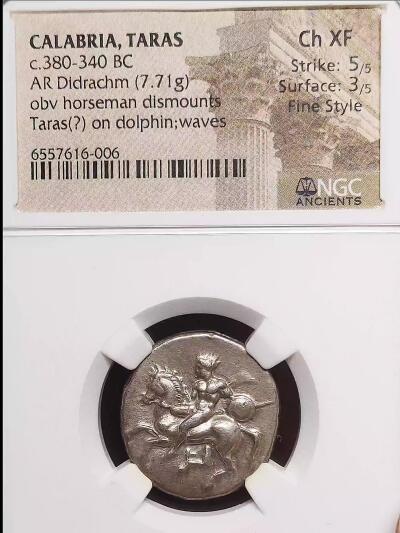 CALABRIA, TARAS
c.380-340 BC
AR Didrachm (7.71g)
obv horseman dismounts
Taras(?) on dolphin;waves
6557616-006
Ch XF
Strike: 5/5
Surface: 3/5
Fine Style
NGC
ANCIENTS